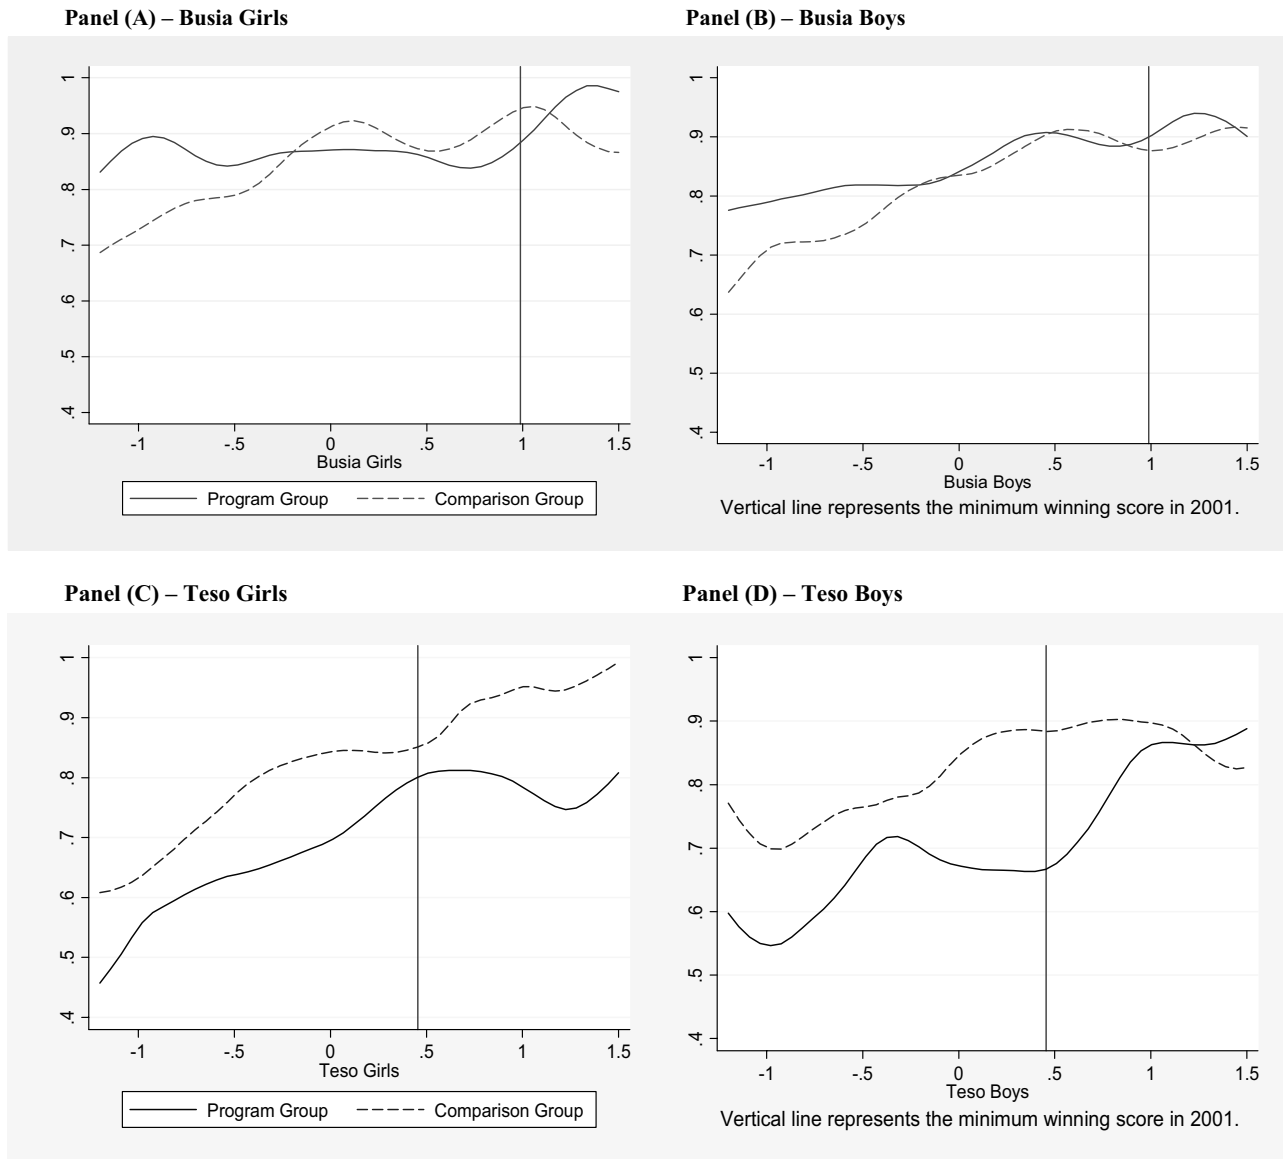 Panel (A) – Busia Girls
1
.9
.8
.7
.6
.5
.4
-1 -.5 0 .5 1 1.5
Busia Girls
Program Group Comparison Group
Panel (B) – Busia Boys
1
.9
.8
.7
.6
.5
.4
-1 -.5 0 .5 1 1.5
Busia Boys
Vertical line represents the minimum winning score in 2001.
Panel (C) – Teso Girls
1
.9
.8
.7
.6
.5
.4
-1 -.5 0 .5 1 1.5
Teso Girls
Program Group Comparison Group
Panel (D) – Teso Boys
1
.9
.8
.7
.6
.5
.4
-1 -.5 0 .5 1 1.5
Teso Boys
Vertical line represents the minimum winning score in 2001.